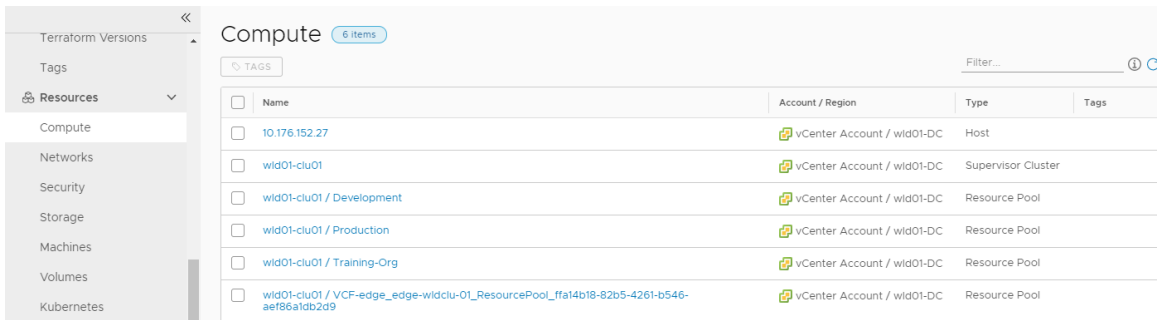 Terraform Versions
Tags
Resources
Compute
Networks
Security
Storage
Machines
Volumes
Kubernetes
Compute 6 items
TAGS
Filter...
Name Account / Region Type Tags
10.176.152.27 vCenter Account / wld01-DC Host
wld01-clu01 vCenter Account / wld01-DC Supervisor Cluster
wld01-clu01 / Development vCenter Account / wld01-DC Resource Pool
wld01-clu01 / Production vCenter Account / wld01-DC Resource Pool
wld01-clu01 / Training-Org vCenter Account / wld01-DC Resource Pool
wld01-clu01 / VCF-edge_edge-wldclu-01_ResourcePool_ffa14b18-82b5-4261-b546- vCenter Account / wld01-DC Resource Pool
aef86a1db2d9